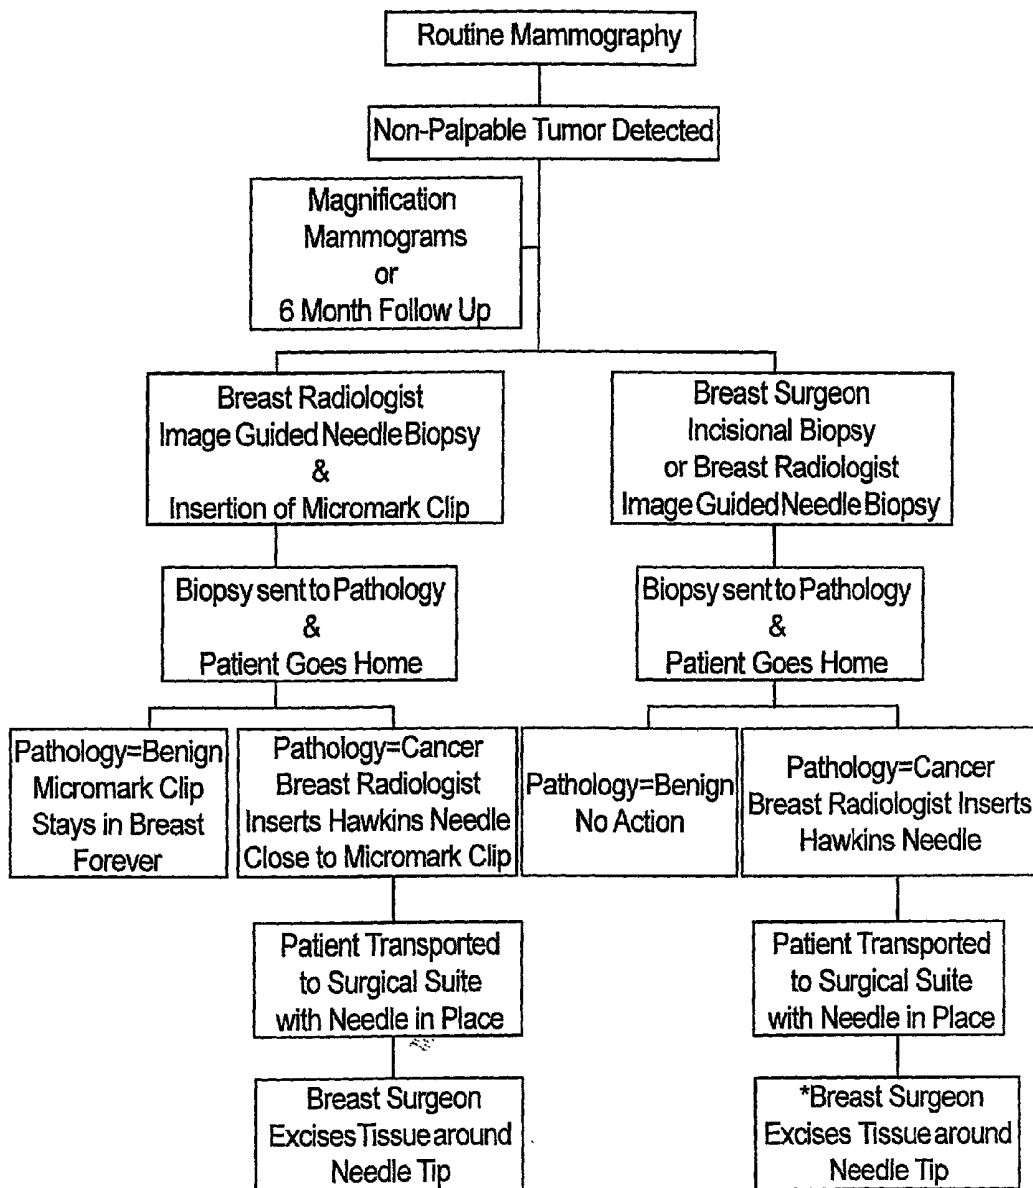 Routine Mammography
Non-Palpable Tumor Detected
Magnification
Mammograms
or
6 Month Follow Up
Breast Radiologist
Image Guided Needle Biopsy
&
Insertion of Micromark Clip
Breast Surgeon
Incisional Biopsy
or Breast Radiologist
Image Guided Needle Biopsy
Biopsy sent to Pathology
&
Patient Goes Home
Biopsy sent to Pathology
&
Patient Goes Home
Pathology=Benign
Micromark Clip
Stays in Breast
Forever
Pathology=Cancer
Breast Radiologist
Inserts Hawkins Needle
Close to Micromark Clip
Pathology=Benign
No Action
Pathology=Cancer
Breast Radiologist Inserts
Hawkins Needle
Patient Transported
to Surgical Suite
with Needle in Place
Patient Transported
to Surgical Suite
with Needle in Place
Breast Surgeon
Excises Tissue around
Needle Tip
*Breast Surgeon
Excises Tissue around
Needle Tip